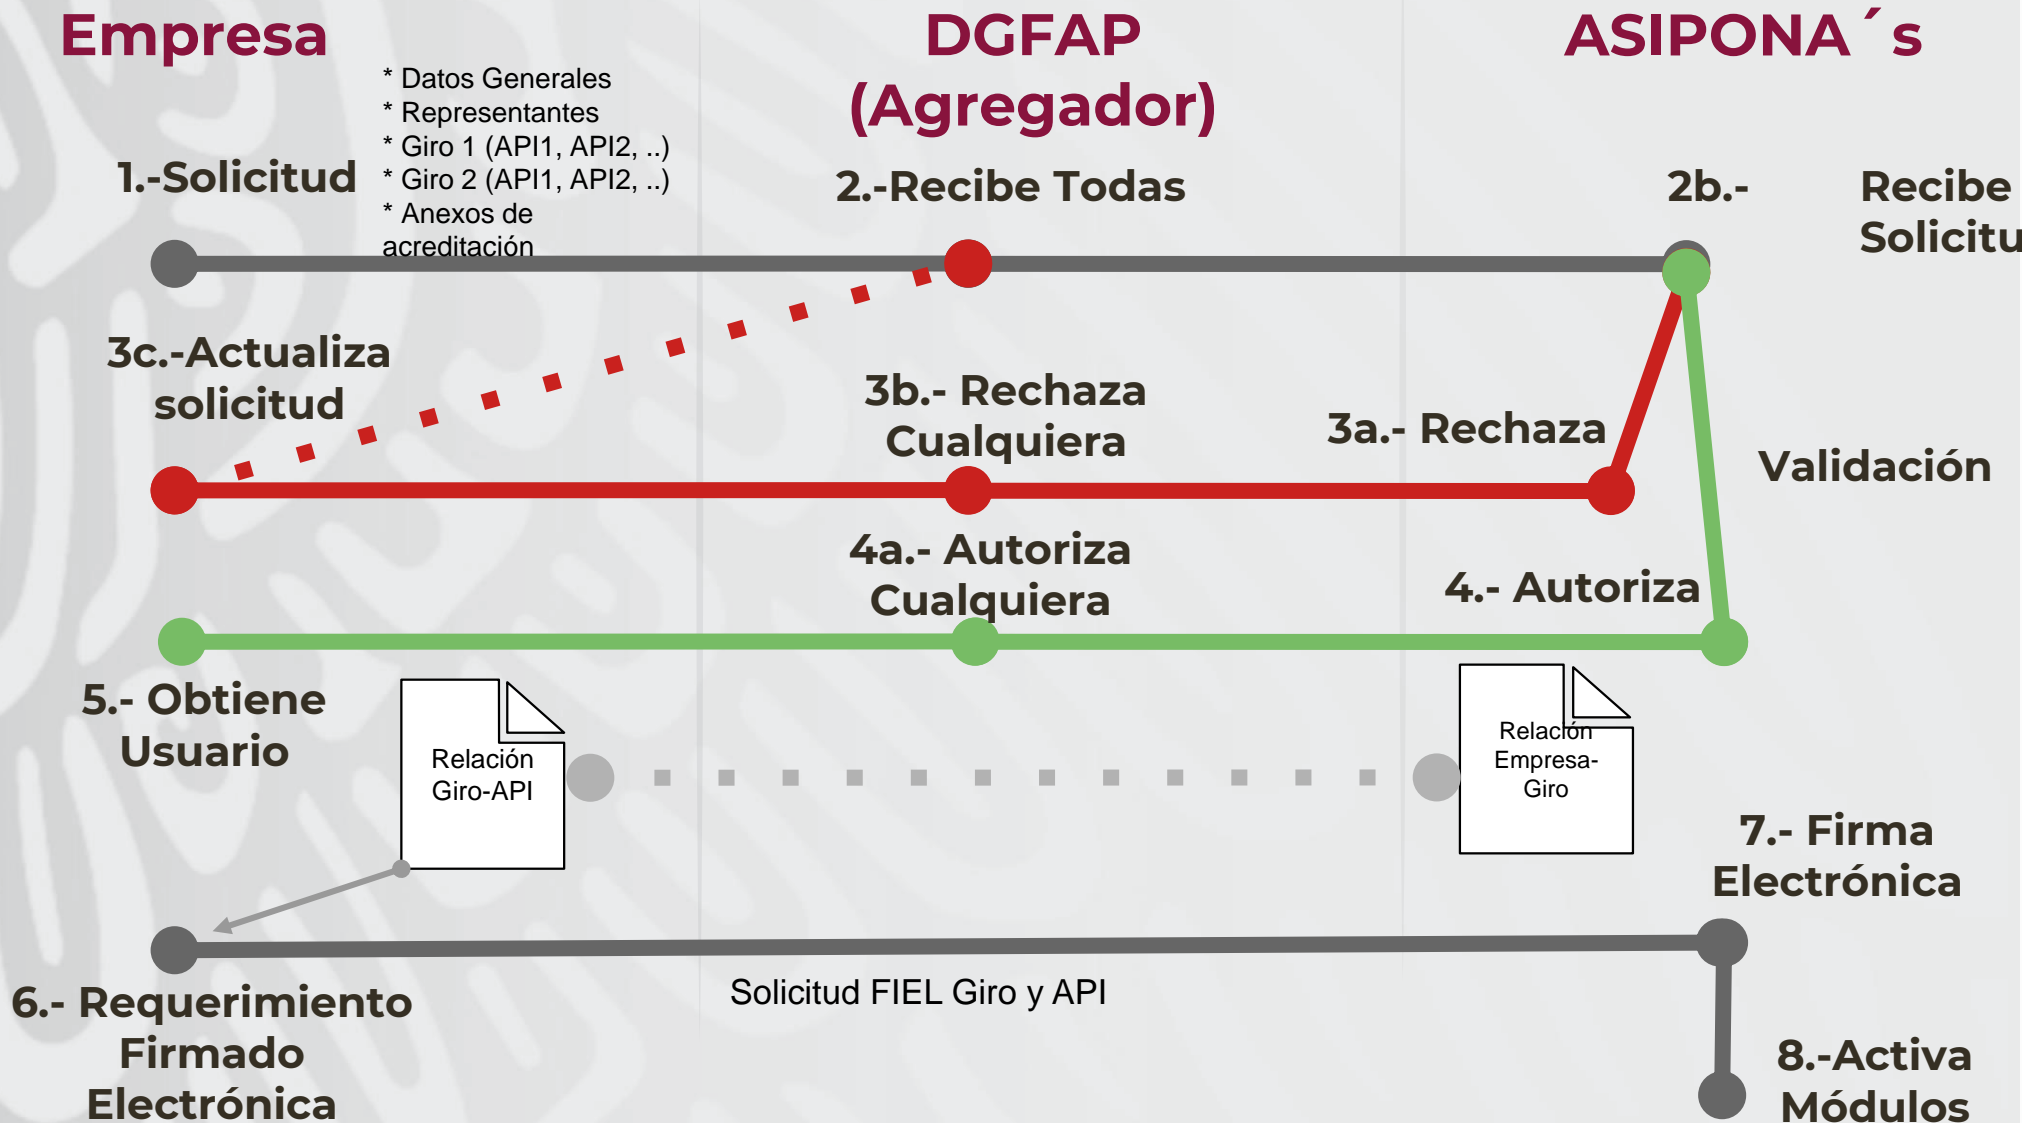 Empresa
DGFAP
(Agregador)
ASIPONA´s
* Datos Generales
* Representantes
* Giro 1 (API1, API2, ..)
* Giro 2 (API1, API2, ..)
* Anexos de
acreditación
1.-Solicitud
2.-Recibe Todas
2b.- Recibe
Solicitu
3c.-Actualiza
solicitud
3b.- Rechaza
Cualquiera
3a.- Rechaza
Validación
4a.- Autoriza
Cualquiera
4.- Autoriza
5.- Obtiene
Usuario
Relación
Giro-API
Relación
Empresa-
Giro
7.- Firma
Electrónica
Solicitud FIEL Giro y API
6.- Requerimiento
Firmado
Electrónica
8.-Activa
Módulos